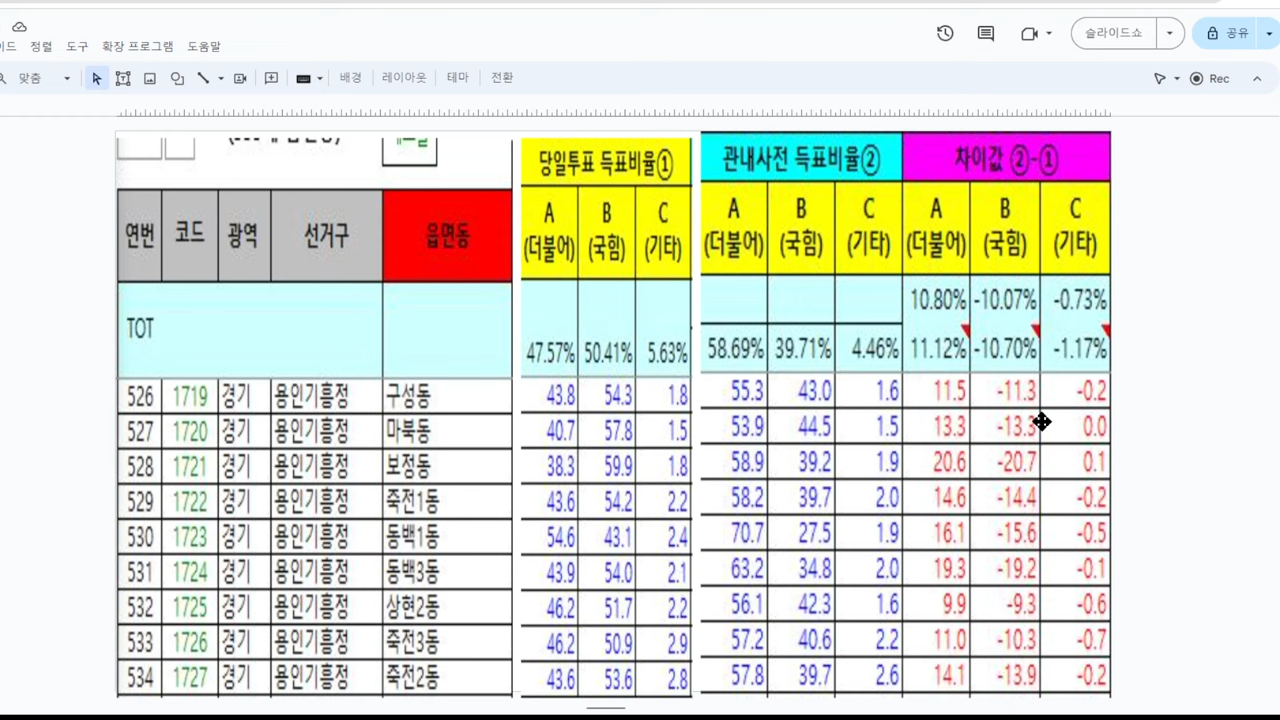 정렬 도구 확장 프로그램 도움말
슬라이드쇼
공유
맞춤
배경 레이아웃 테마 전환
Rec
당일투표 득표비율① 관내사전 득표비율② 차이값 ②-①
연번 코드 광역 선거구 읍면동 A (더불어) B (국힘) C (기타) A (더불어) B (국힘) C (기타) A (더불어) B (국힘) C (기타)
10.80% -10.07% -0.73%
TOT 47.57% 50.41% 5.63% 58.69% 39.71% 4.46% 11.12% -10.70% -1.17%
526 1719 경기 용인기흥정 구성동 43.8 54.3 1.8 55.3 43.0 1.6 11.5 -11.3 -0.2
527 1720 경기 용인기흥정 마북동 40.7 57.8 1.5 53.9 44.5 1.5 13.3 -13.3 0.0
528 1721 경기 용인기흥정 보정동 38.3 59.9 1.8 58.9 39.2 1.9 20.6 -20.7 0.1
529 1722 경기 용인기흥정 죽전1동 43.6 54.2 2.2 58.2 39.7 2.0 14.6 -14.4 -0.2
530 1723 경기 용인기흥정 동백1동 54.6 43.1 2.4 70.7 27.5 1.9 16.1 -15.6 -0.5
531 1724 경기 용인기흥정 동백3동 43.9 54.0 2.1 63.2 34.8 2.0 19.3 -19.2 -0.1
532 1725 경기 용인기흥정 상현2동 46.2 51.7 2.2 56.1 42.3 1.6 9.9 -9.3 -0.6
533 1726 경기 용인기흥정 죽전3동 46.2 50.9 2.9 57.2 40.6 2.2 11.0 -10.3 -0.7
534 1727 경기 용인기흥정 죽전2동 43.6 53.6 2.8 57.8 39.7 2.6 14.1 -13.9 -0.2